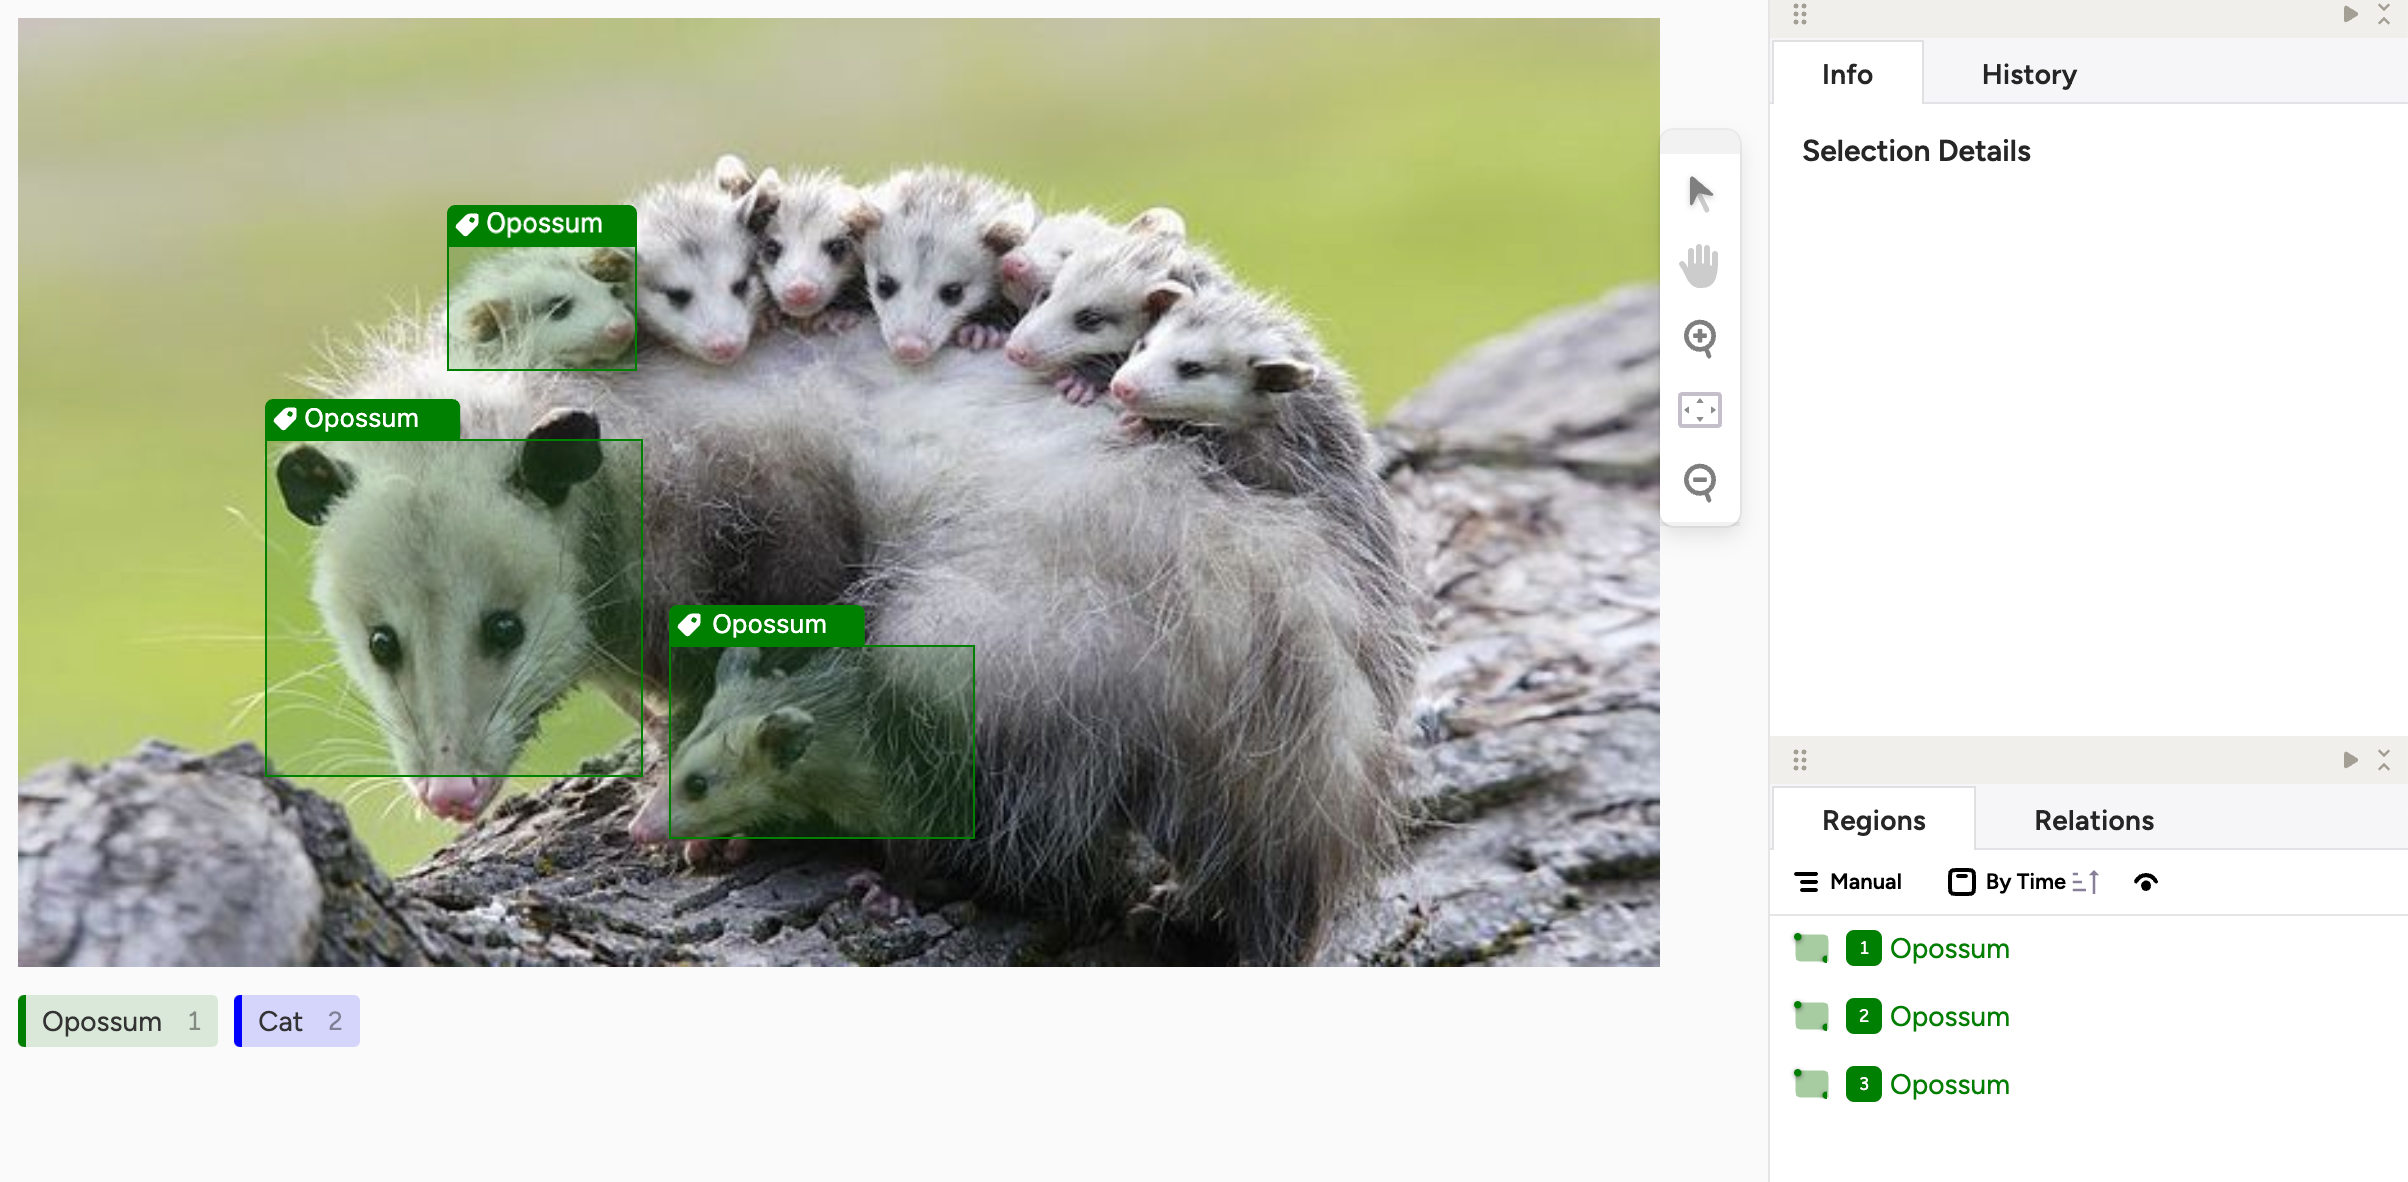 Opossum
Opossum
Opossum
Opossum 1
Cat 2
Info
History
Selection Details
Regions
Relations
Manual
By Time
1 Opossum
2 Opossum
3 Opossum